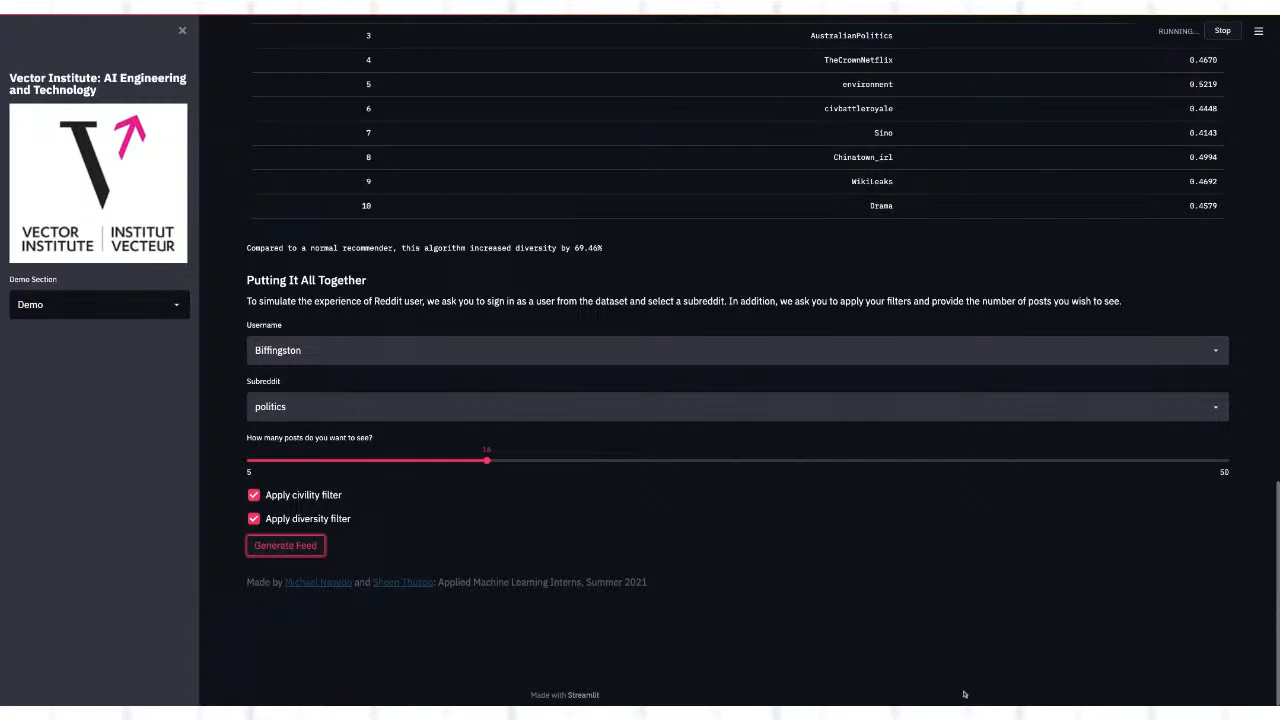 Vector Institute: AI Engineering
and Technology
VECTOR
INSTITUTE
INSTITUT
VECTEUR
Demo Section
Demo
RUNNING...
Stop
3 AustralianPolitics
4 TheCrownNetflix 0.4670
5 environment 0.5219
6 civbattleroyale 0.4448
7 Sino 0.4143
8 Chinatown_irl 0.4994
9 WikiLeaks 0.4692
10 Drama 0.4579
Compared to a normal recommender, this algorithm increased diversity by 69.46%
Putting It All Together
To simulate the experience of Reddit user, we ask you to sign in as a user from the dataset and select a subreddit. In addition, we ask you to apply your filters and provide the number of posts you wish to see.
Username
Biffingston
Subreddit
politics
How many posts do you want to see?
16
5 50
Apply civility filter
Apply diversity filter
Generate Feed
Made by Michael and Sheen : Applied Machine Learning Interns, Summer 2021
Made with Streamlit